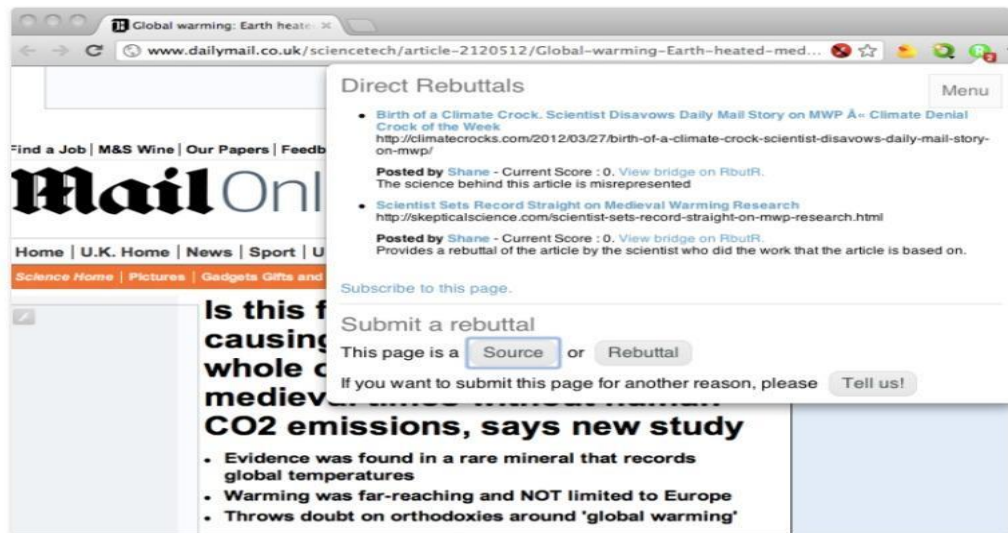 Global warming: Earth heate
www.dailymail.co.uk/sciencetech/article-2120512/Global-warming-Earth-heated-med...
Direct Rebuttals
Menu
Birth of a Climate Crock. Scientist Disavows Daily Mail Story on MWP Â« Climate Denial
Crock of the Week
http://climatecrocks.com/2012/03/27/birth-of-a-climate-crock-scientist-disavows-daily-mail-story-
on-mwp/
Posted by Shane - Current Score : 0. View bridge on RbutR.
The science behind this article is misrepresented
Scientist Sets Record Straight on Medieval Warming Research
http://skepticalscience.com/scientist-sets-record-straight-on-mwp-research.html
Posted by Shane - Current Score : 0. View bridge on RbutR.
Provides a rebuttal of the article by the scientist who did the work that the article is based on.
Subscribe to this page.
Submit a rebuttal
This page is a Source or Rebuttal
If you want to submit this page for another reason, please Tell us!
Find a Job | M&S Wine | Our Papers | Feedb
Mail Onl
Home | U.K. Home | News | Sport | U
Science Home | Pictures | Gadgets Gifts and
Is this f
causing
whole
medieval times without human
CO2 emissions, says new study
Evidence was found in a rare mineral that records
global temperatures
Warming was far-reaching and NOT limited to Europe
Throws doubt on orthodoxies around 'global warming'